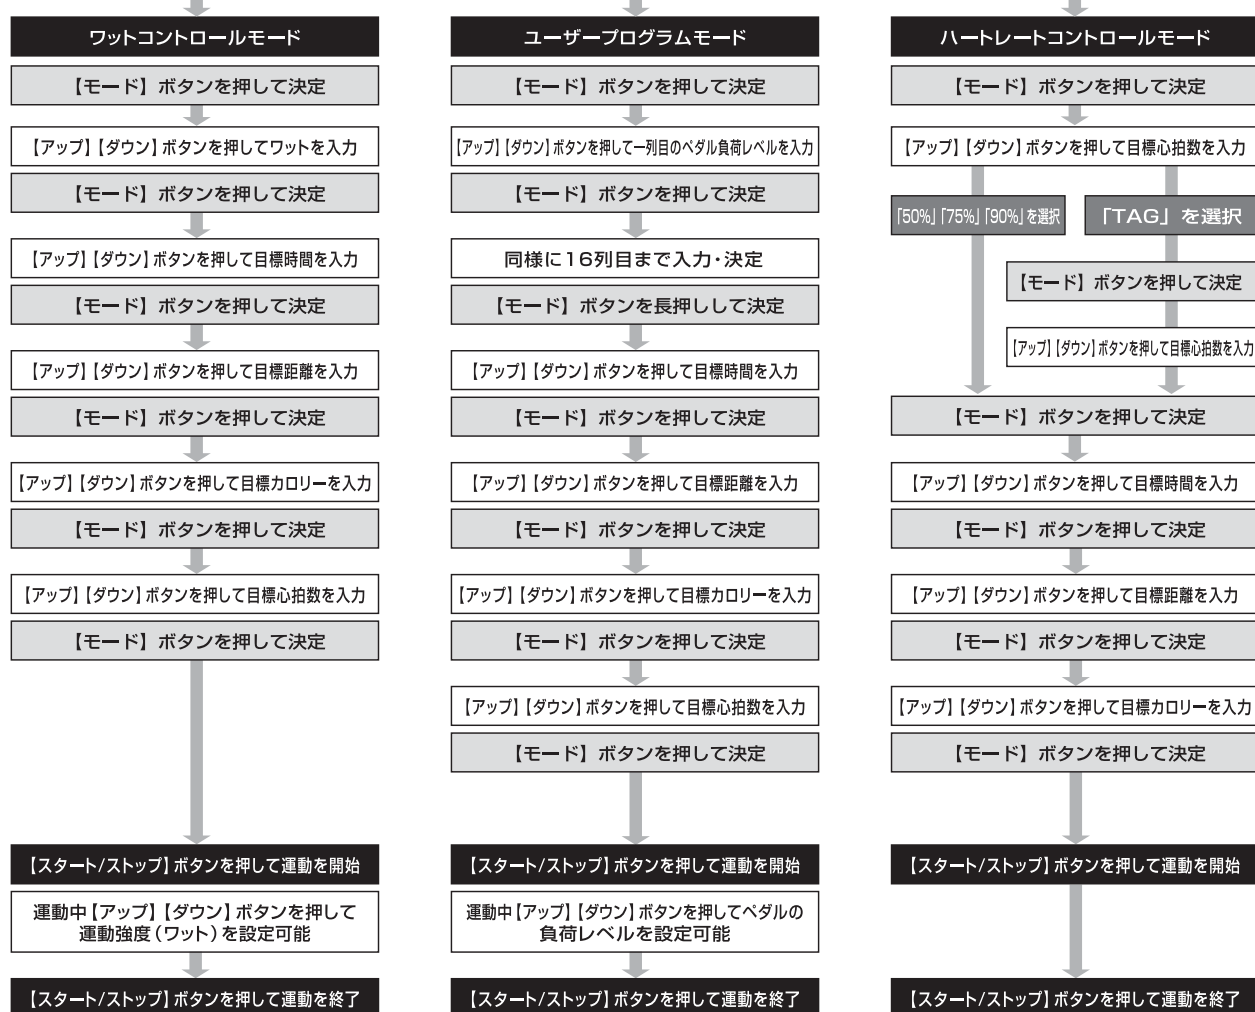 ワットコントロールモード
【モード】ボタンを押して決定
【アップ】【ダウン】ボタンを押してワットを入力
【モード】ボタンを押して決定
【アップ】【ダウン】ボタンを押して目標時間を入力
【モード】ボタンを押して決定
【アップ】【ダウン】ボタンを押して目標距離を入力
【モード】ボタンを押して決定
【アップ】【ダウン】ボタンを押して目標カロリーを入力
【モード】ボタンを押して決定
【アップ】【ダウン】ボタンを押して目標心拍数を入力
【モード】ボタンを押して決定
【スタート/ストップ】ボタンを押して運動を開始
運動中【アップ】【ダウン】ボタンを押して
運動強度(ワット)を設定可能
【スタート/ストップ】ボタンを押して運動を終了
ユーザープログラムモード
【モード】ボタンを押して決定
【アップ】【ダウン】ボタンを押して一列目のペダル負荷レベルを入力
【モード】ボタンを押して決定
同様に16列目まで入力・決定
【モード】ボタンを長押しして決定
【アップ】【ダウン】ボタンを押して目標時間を入力
【モード】ボタンを押して決定
【アップ】【ダウン】ボタンを押して目標距離を入力
【モード】ボタンを押して決定
【アップ】【ダウン】ボタンを押して目標カロリーを入力
【モード】ボタンを押して決定
【アップ】【ダウン】ボタンを押して目標心拍数を入力
【モード】ボタンを押して決定
【スタート/ストップ】ボタンを押して運動を開始
運動中【アップ】【ダウン】ボタンを押してペダルの
負荷レベルを設定可能
【スタート/ストップ】ボタンを押して運動を終了
ハートレートコントロールモード
【モード】ボタンを押して決定
【アップ】【ダウン】ボタンを押して目標心拍数を入力
「50%」「75%」「90%」を選択
「TAG」を選択
【モード】ボタンを押して決定
【アップ】【ダウン】ボタンを押して目標心拍数を入力
【モード】ボタンを押して決定
【アップ】【ダウン】ボタンを押して目標時間を入力
【モード】ボタンを押して決定
【アップ】【ダウン】ボタンを押して目標距離を入力
【モード】ボタンを押して決定
【アップ】【ダウン】ボタンを押して目標カロリーを入力
【モード】ボタンを押して決定
【スタート/ストップ】ボタンを押して運動を開始
【スタート/ストップ】ボタンを押して運動を終了